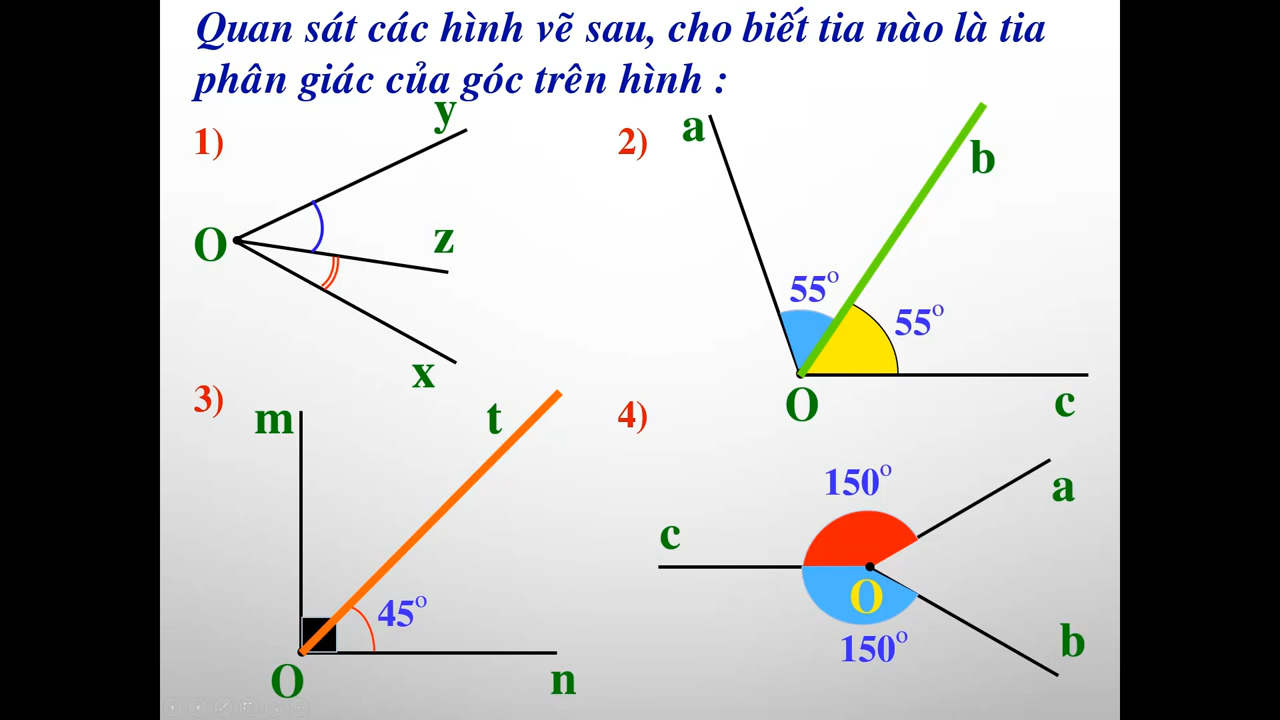 Quan sát các hình vẽ sau, cho biết tia nào là tia
phân giác của góc trên hình :
1)
y
O
z
x
2)
a
b
55º
55º
O
c
3)
m
t
45º
O
n
4)
150º
a
c
O
150º
b